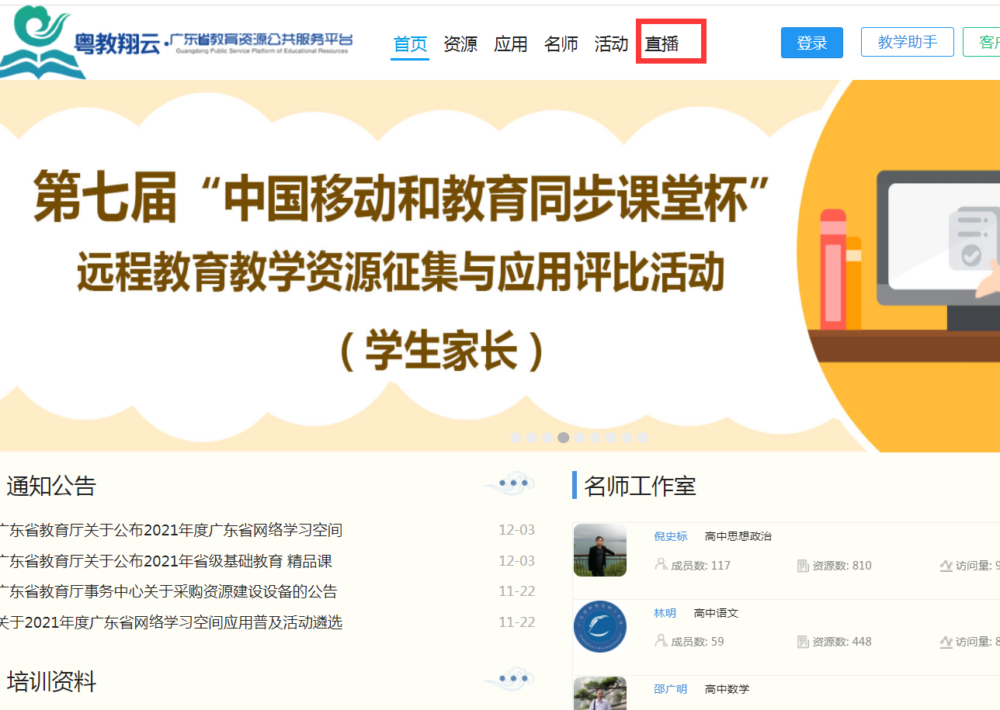 粤教翔云·广东省教育资源公共服务平台
Guangdong Public Service Platform of Educational Resources
首页 资源 应用 名师 活动 直播
登录 教学助手
第七届“中国移动和教育同步课堂杯”
远程教育教学资源征集与应用评比活动
（学生家长）
通知公告
广东省教育厅关于公布2021年度广东省网络学习空间 12-03
广东省教育厅关于公布2021年省级基础教育 精品课 12-03
广东省教育厅事务中心关于采购资源建设设备的公告 11-22
关于2021年度广东省网络学习空间应用普及活动遴选 11-22
培训资料
名师工作室
倪史标 高中思想政治
成员数: 117 资源数: 810 访问量:
林明 高中语文
成员数: 59 资源数: 448 访问量:
邵广明 高中数学